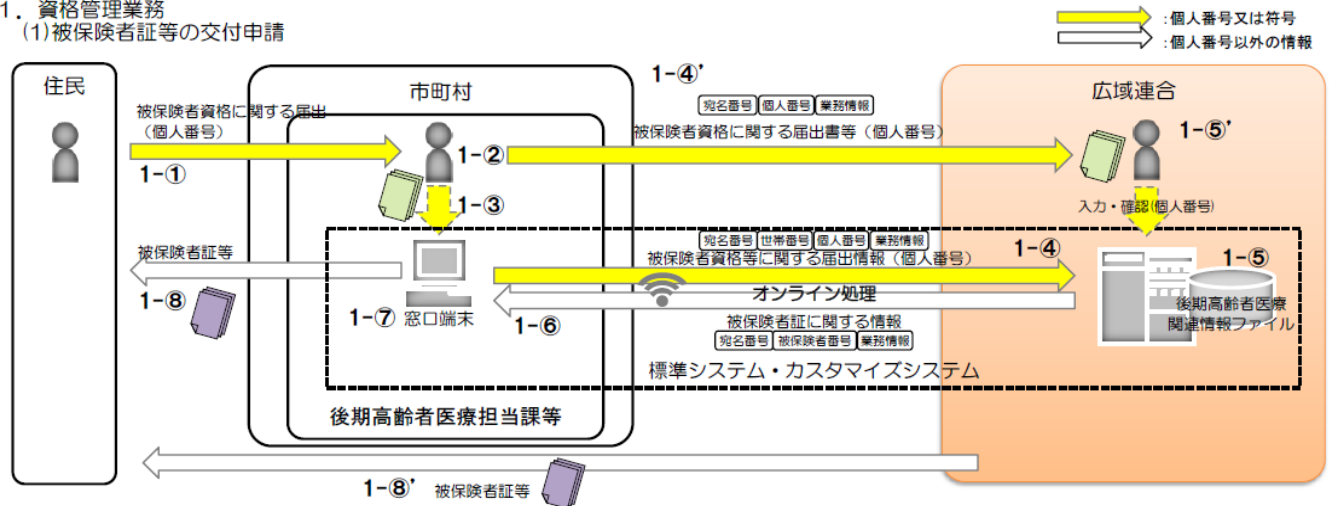 1. 資格管理業務
(1)被保険者証等の交付申請
:個人番号又は符号
:個人番号以外の情報
住民
市町村
広域連合
1-④'
宛名番号 個人番号 業務情報
被保険者資格に関する届出
（個人番号）
被保険者資格に関する届出書等（個人番号）
1-①
1-②
1-⑤'
1-③
入力・確認(個人番号)
宛名番号 世帯番号 個人番号 業務情報
被保険者資格等に関する届出情報（個人番号）
1-④
1-⑤
被保険者証等
オンライン処理
後期高齢者医療
関連情報ファイル
1-⑧
1-⑦ 窓口端末
1-⑥
被保険者証に関する情報
宛名番号 被保険者番号 業務情報
標準システム・カスタマイズシステム
後期高齢者医療担当課等
1-⑧' 被保険者証等